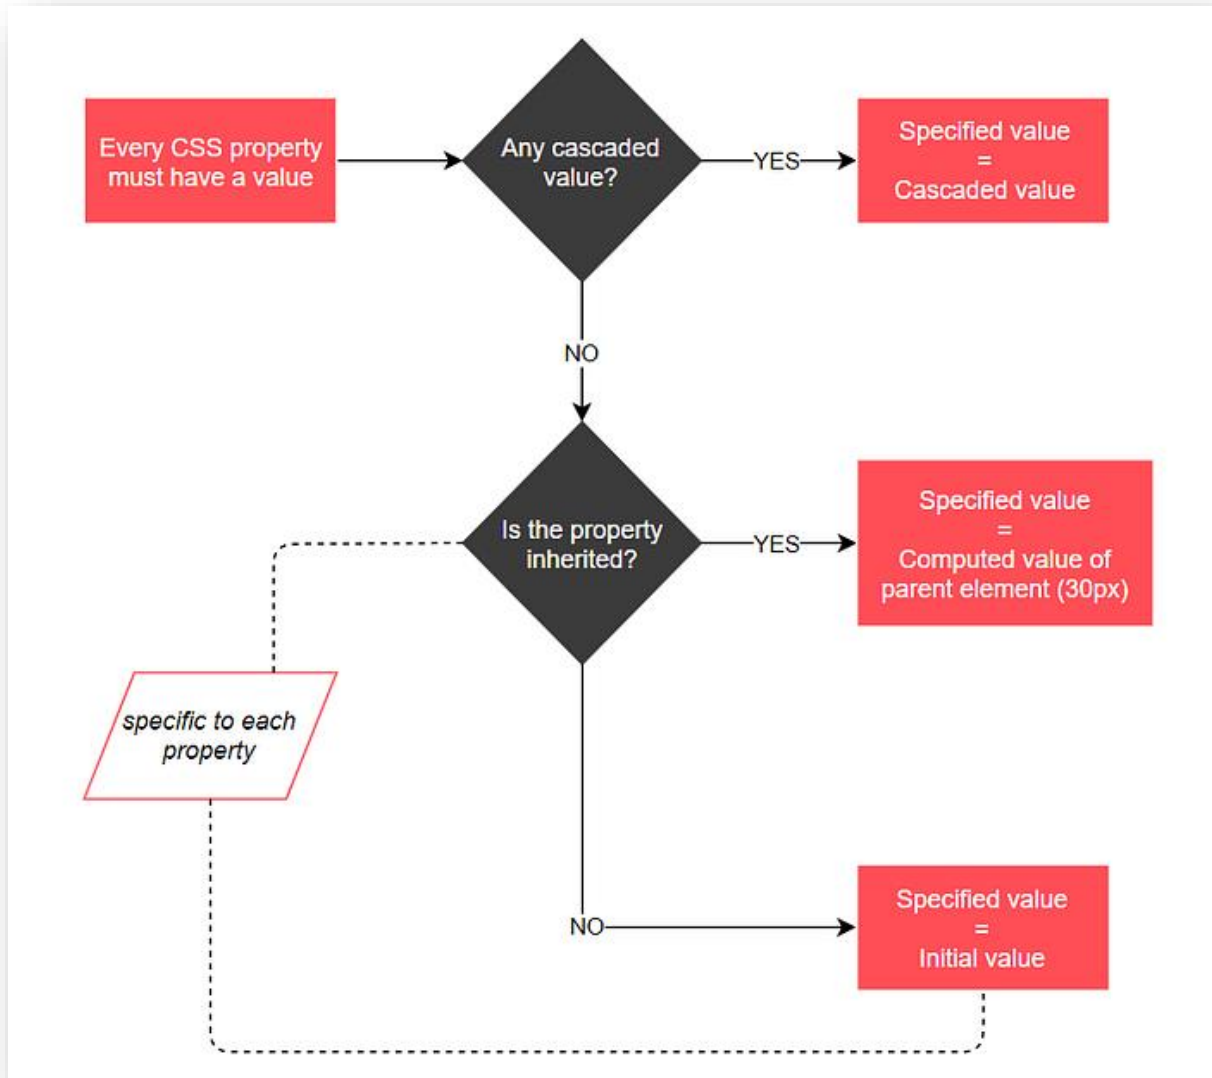 Every CSS property
must have a value
Any cascaded
value?
YES
Specified value
=
Cascaded value
NO
Is the property
inherited?
YES
Specified value
=
Computed value of
parent element (30px)
specific to each
property
NO
Specified value
=
Initial value